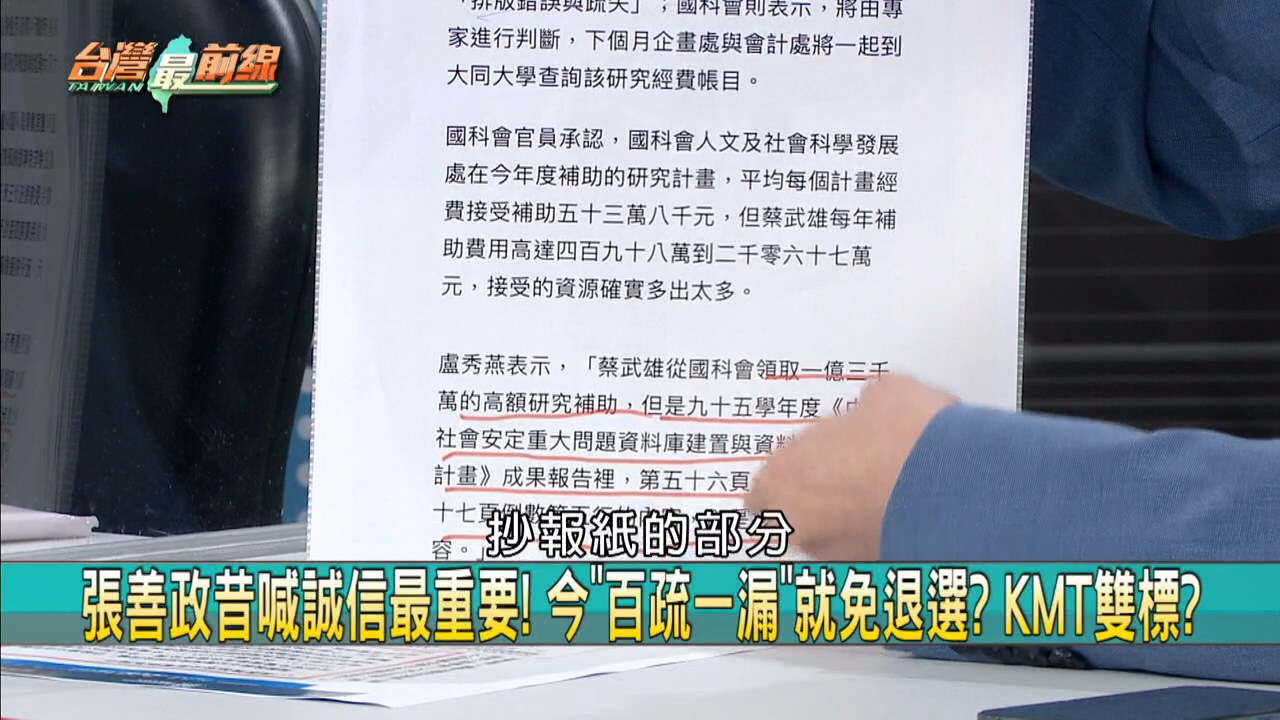 台灣最前線
TAIWAN
「排版錯誤與疏失」；國科會則表示，將由專
家進行判斷，下個月企畫處與會計處將一起到
大同大學查詢該研究經費帳目。
國科會官員承認，國科會人文及社會科學發展
處在今年度補助的研究計畫，平均每個計畫經
費接受補助五十三萬八千元，但蔡武雄每年補
助費用高達四百九十八萬到二千零六十七萬
元，接受的資源確實多出太多。
盧秀燕表示，「蔡武雄從國科會領取一億三千
萬的高額研究補助，但是九十五學年度《
社會安定重大問題資料庫建置與資料
計畫》成果報告裡，第五十六頁
十七頁倒數第
容。」
抄報紙的部分
張善政昔喊誠信最重要! 今"百疏一漏"就免退選? KMT雙標?